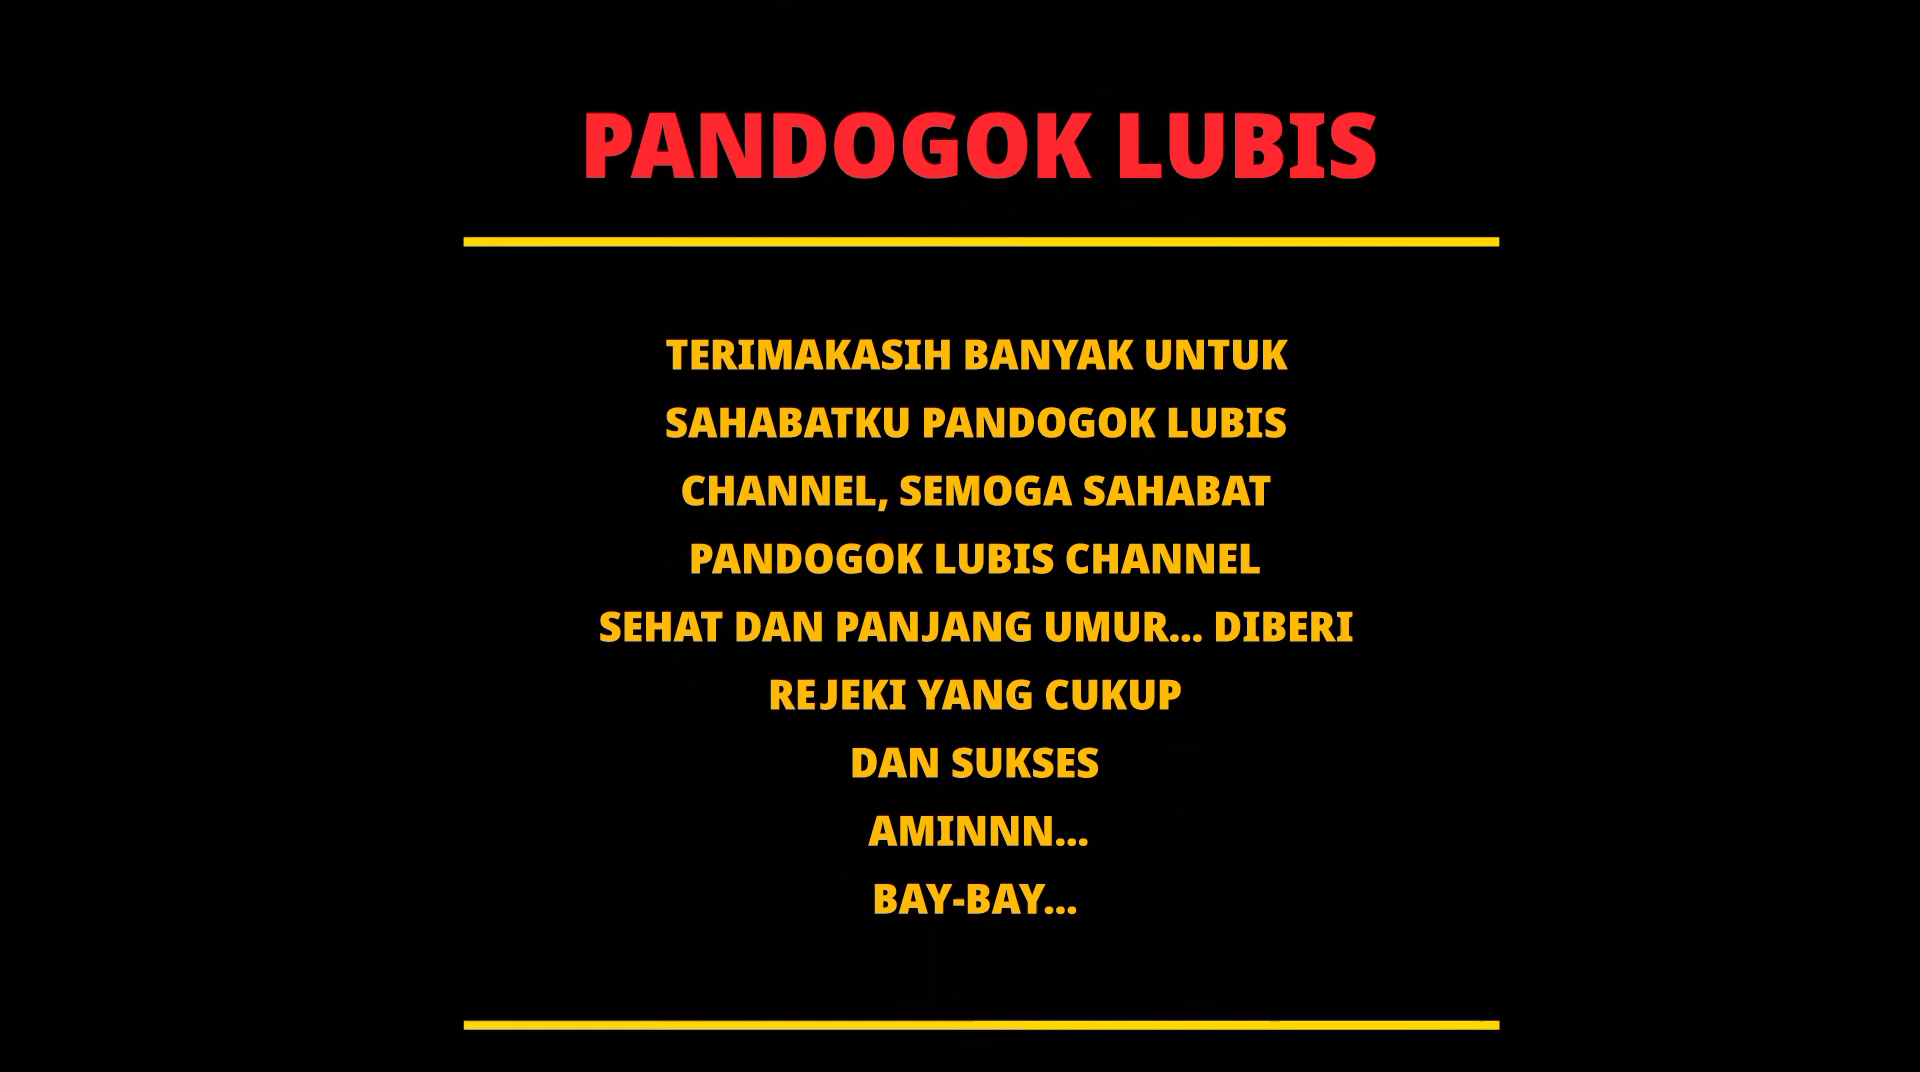 PANDOGOK LUBIS
TERIMAKASIH BANYAK UNTUK
SAHABATKU PANDOGOK LUBIS
CHANNEL, SEMOGA SAHABAT
PANDOGOK LUBIS CHANNEL
SEHAT DAN PANJANG UMUR... DIBERI
REJEKI YANG CUKUP
DAN SUKSES
AMINNN...
BAY-BAY...